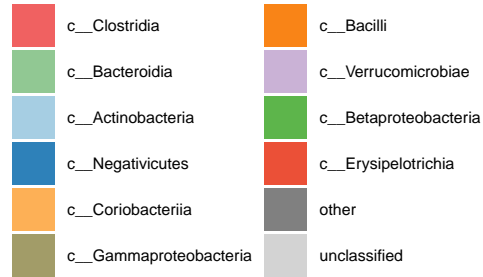 c__Clostridia
c__Bacteroidia
c__Actinobacteria
c__Negativicutes
c__Coriobacteriia
c__Gammaproteobacteria
c__Bacilli
c__Verrucomicrobiae
c__Betaproteobacteria
c__Erysipelotrichia
other
unclassified